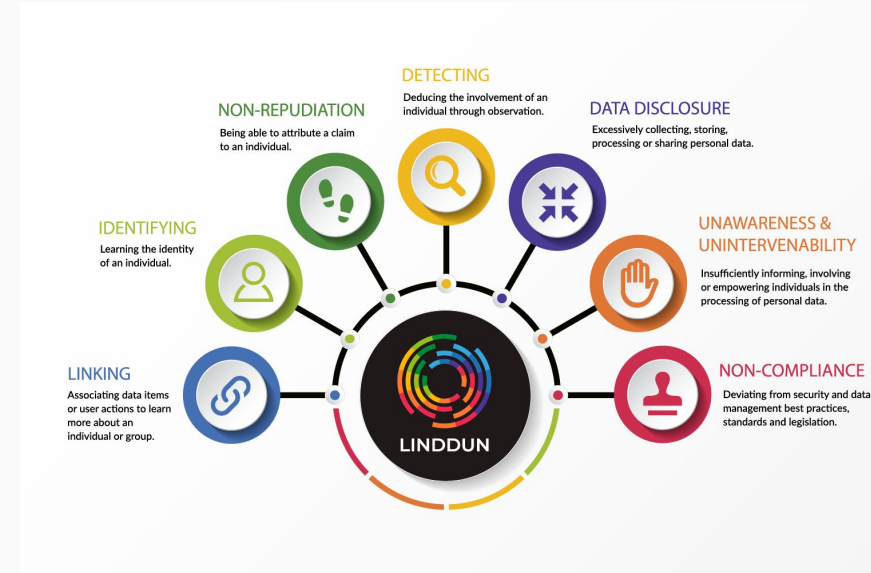 LINKING
Associating data items
or user actions to learn
more about an
individual or group.
IDENTIFYING
Learning the identity
of an individual.
NON-REPUDIATION
Being able to attribute a claim
to an individual.
DETECTING
Deducing the involvement of an
individual through observation.
DATA DISCLOSURE
Excessively collecting, storing,
processing or sharing personal data.
UNAWARENESS &
UNINTERVENABILITY
Insufficiently informing, involving
or empowering individuals in the
processing of personal data.
NON-COMPLIANCE
Deviating from security and data
management best practices,
standards and legislation.
LINDDUN